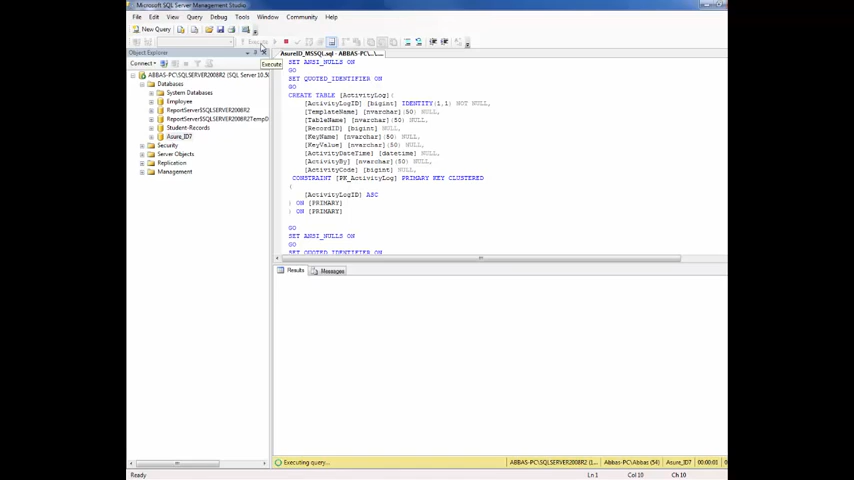 Microsoft SQL Server Management Studio
File Edit View Query Debug Tools Window Community Help
New Query
Execute
Object Explorer
AsureID_MSSQL.sql - ABBAS-PC\...\...
Execute
Connect
ABBAS-PC\SQLSERVER2008R2 (SQL Server 10.50
Databases
System Databases
Employee
ReportServer$SQLSERVER2008R2
ReportServer$SQLSERVER2008R2TempD
Student-Records
Asure_ID7
Security
Server Objects
Replication
Management
SET ANSI_NULLS ON
GO
SET QUOTED_IDENTIFIER ON
GO
CREATE TABLE [ActivityLog](
[ActivityLogID] [bigint] IDENTITY(1,1) NOT NULL,
[TemplateName] [nvarchar](50) NULL,
[TableName] [nvarchar](50) NULL,
[RecordID] [bigint] NULL,
[KeyName] [nvarchar](50) NULL,
[KeyValue] [nvarchar](50) NULL,
[ActivityDateTime] [datetime] NULL,
[ActivityBy] [nvarchar](50) NULL,
[ActivityCode] [bigint] NULL,
CONSTRAINT [PK_ActivityLog] PRIMARY KEY CLUSTERED
(
[ActivityLogID] ASC
) ON [PRIMARY]
) ON [PRIMARY]
GO
SET ANSI_NULLS ON
GO
SET QUOTED_IDENTIFIER ON
Results Messages
Executing query...
ABBAS-PC\SQLSERVER2008R2 (1... Abbas-PC\Abbas (54) Asure_ID7 00:00:01
Ready
Ln 1 Col 10 Ch 10